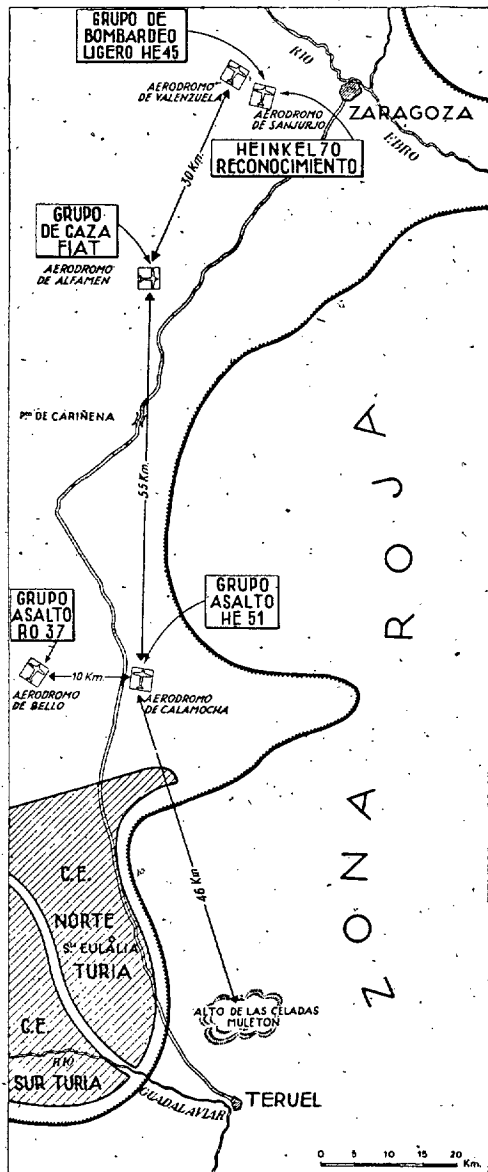 GRUPO DE
BOMBARDEO
LIGERO HE45
RIO
AERODROMO
DE VALENZUELA
AERODROMO
DE SANJURJO
ZARAGOZA
EBRO
HEINKEL 70
RECONOCIMIENTO
30 Km.
GRUPO
DE CAZA
FIAT
AERODROMO
DE ALFAMEN
Pto DE CARIÑENA
55 Km.
ZONA ROJA
GRUPO
ASALTO
RO 37
GRUPO
ASALTO
HE 51
10 Km.
AERODROMO
DE BELLO
AERODROMO
DE CALAMOCHA
46 Km
C.E.
NORTE
Sta EULALIA
TURIA
ALTO DE LAS CELADAS
MULETON
C.E.
RIO
SUR TURIA
GUADALAVIAR
TERUEL
0 5 10 15 20
Km.